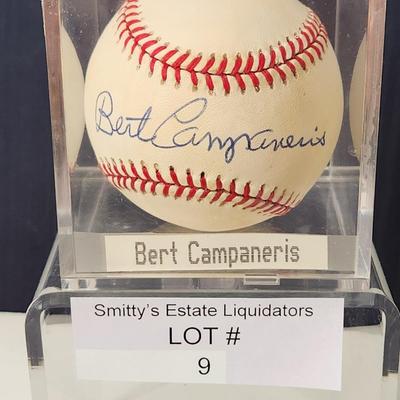 Bert Campaneris
Bert Campaneris
Smitty's Estate Liquidators
LOT #
9